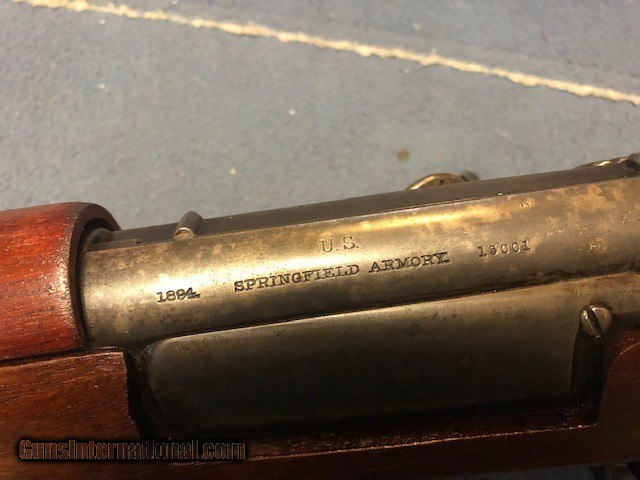 U.S.
1894. SPRINGFIELD ARMORY. 15001
GunsInternational.com